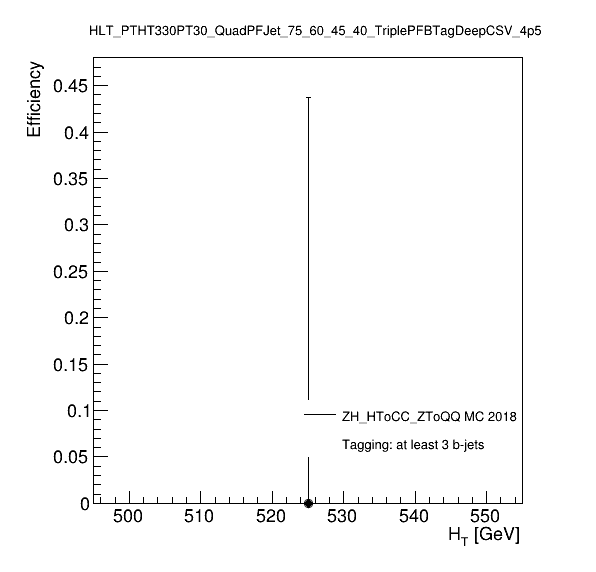 HLT_PTHT330PT30_QuadPFJet_75_60_45_40_TriplePFBTagDeepCSV_4p5
Efficiency
0.45
0.4
0.35
0.3
0.25
0.2
0.15
0.1
0.05
0
ZH_HToCC_ZToQQ MC 2018
Tagging: at least 3 b-jets
500 510 520 530 540 550
H_T [GeV]